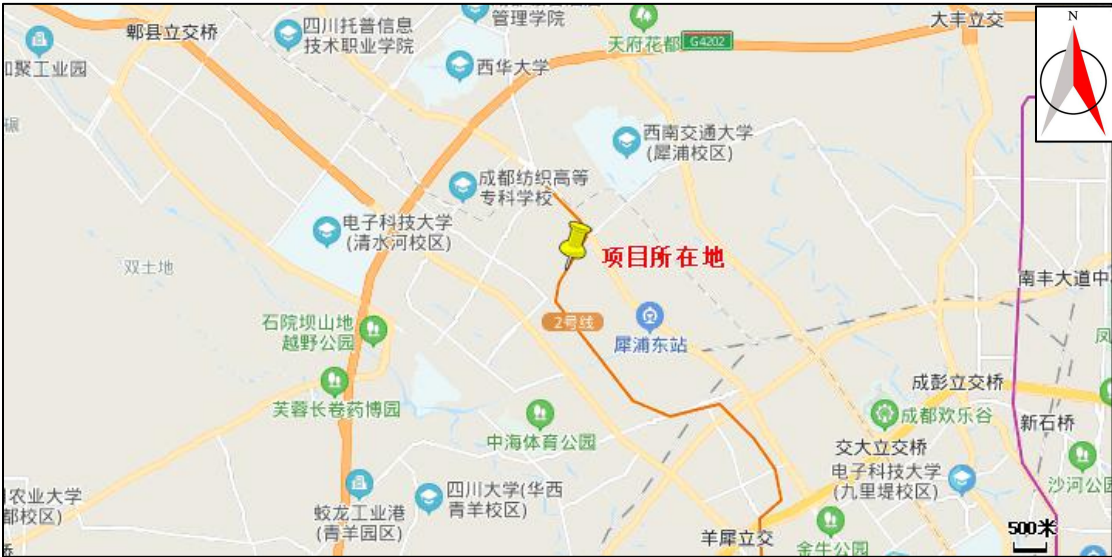 管理学院
四川托普信息
技术职业学院
郫县立交桥
天府花都
G4202
大丰立交
N
和聚工业园
西华大学
碾
西南交通大学
(犀浦校区)
成都纺织高等
专科学校
电子科技大学
(清水河校区)
项目所在地
双土地
南丰大道中
石院坝山地
越野公园
2号线
犀浦东站
凤
芙蓉长卷药博园
成彭立交桥
成都欢乐谷
新石桥
中海体育公园
交大立交桥
电子科技大学
(九里堤校区)
沙河公园
农业大学
都校区)
蛟龙工业港
(青羊园区)
四川大学(华西
青羊校区)
羊犀立交
金牛公园
500米
桥